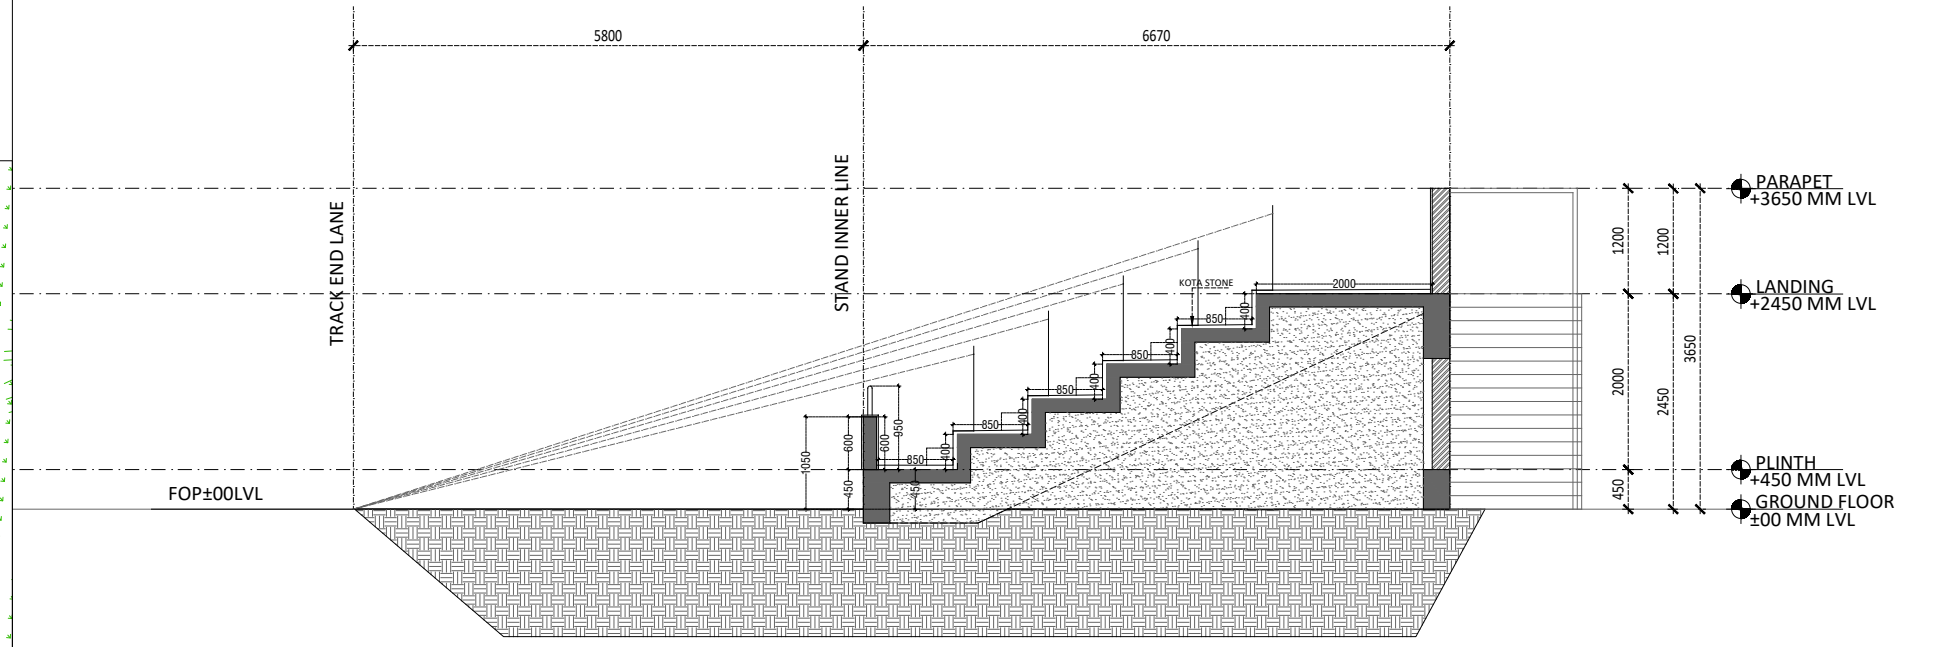 5800
6670
TRACK END LANE
STAND INNER LINE
PARAPET
+3650 MM LVL
1200
1200
KOTA STONE
2000
LANDING
+2450 MM LVL
400
850
400
850
400
850
400
850
400
850
3650
2000
2450
950
600
600
1050
450
450
PLINTH
+450 MM LVL
450
FOP±00LVL
GROUND FLOOR
±00 MM LVL